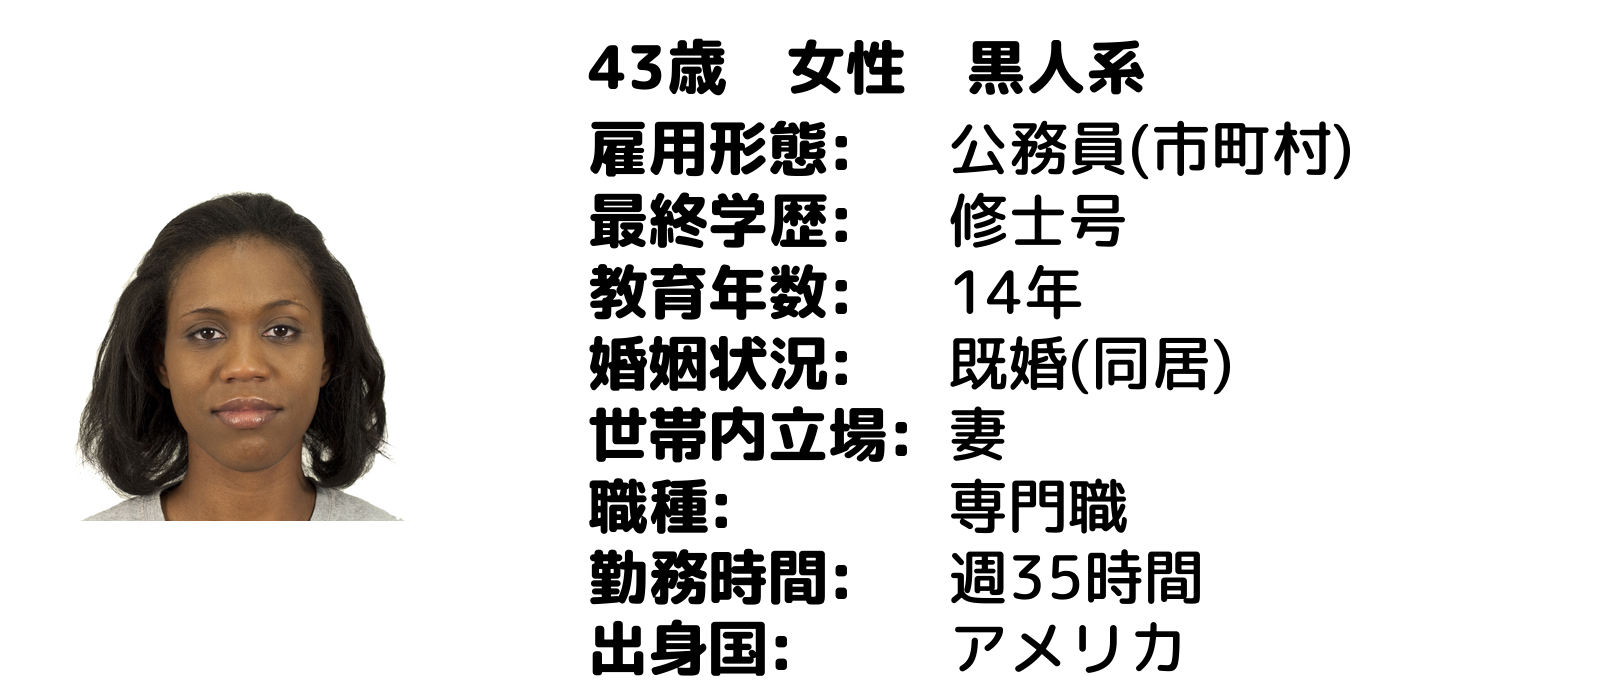 43歳　女性　黒人系
雇用形態: 公務員(市町村)
最終学歴: 修士号
教育年数: 14年
婚姻状況: 既婚(同居)
世帯内立場: 妻
職種: 専門職
勤務時間: 週35時間
出身国: アメリカ